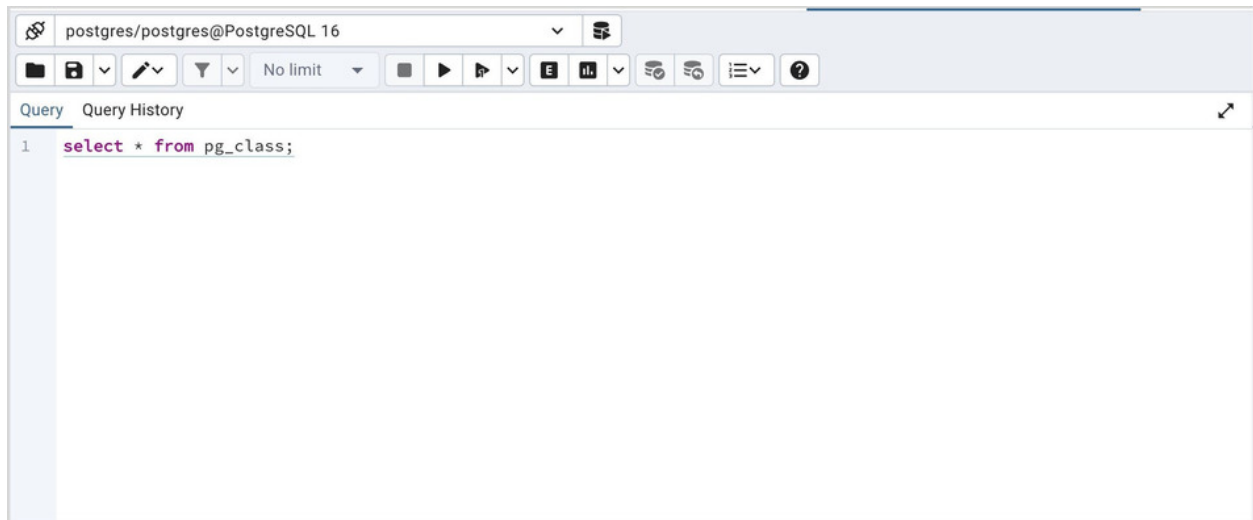 postgres/postgres@PostgreSQL 16
No limit
E
Query Query History
1 select * from pg_class;